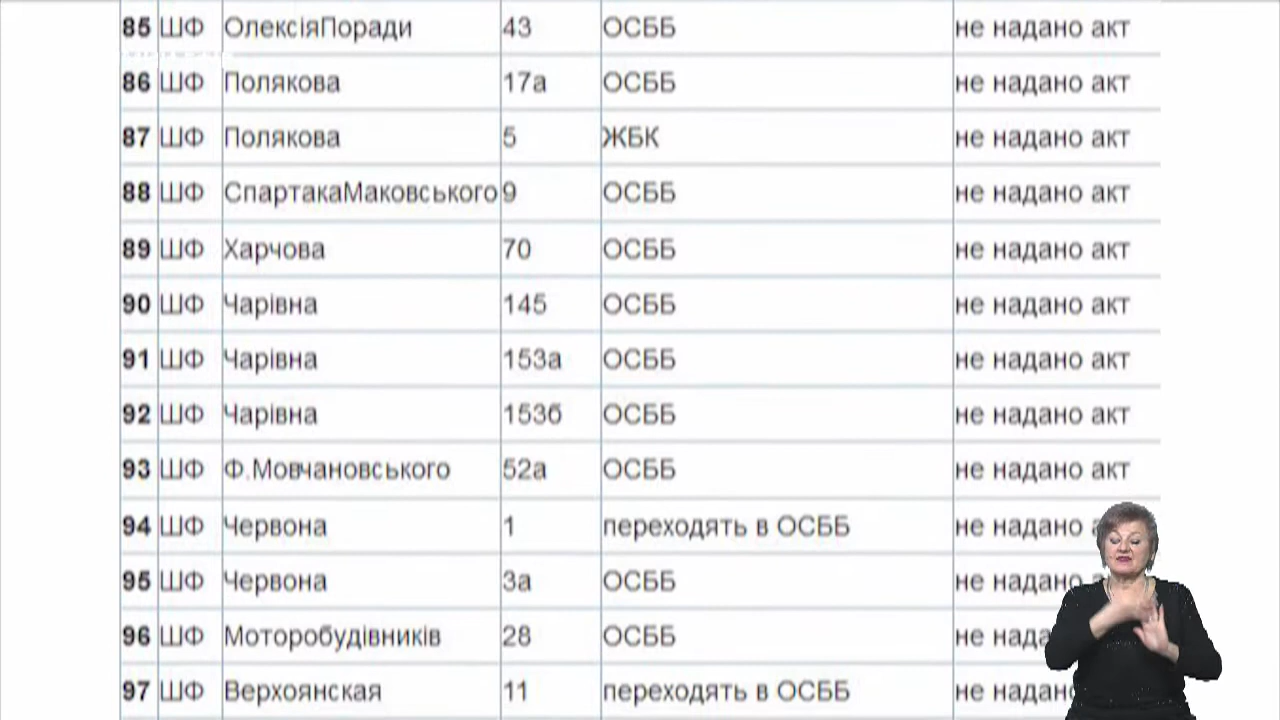 85 ШФ ОлексіяПоради 43 ОСББ не надано акт
86 ШФ Полякова 17а ОСББ не надано акт
87 ШФ Полякова 5 ЖБК не надано акт
88 ШФ СпартакаМаковського 9 ОСББ не надано акт
89 ШФ Харчова 70 ОСББ не надано акт
90 ШФ Чарівна 145 ОСББ не надано акт
91 ШФ Чарівна 153а ОСББ не надано акт
92 ШФ Чарівна 153б ОСББ не надано акт
93 ШФ Ф.Мовчановського 52а ОСББ не надано акт
94 ШФ Червона 1 переходять в ОСББ не надано
95 ШФ Червона 3а ОСББ не надано
96 ШФ Моторобудівників 28 ОСББ не
97 ШФ Верхоянская 11 переходять в ОСББ не надано